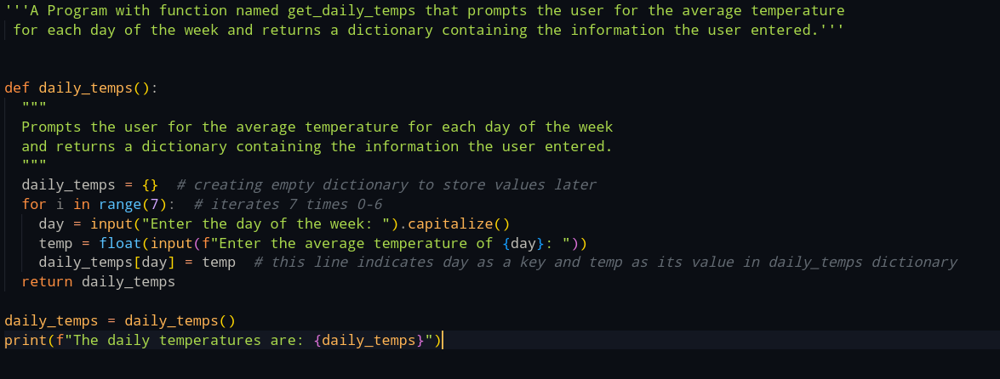 '''A Program with function named get_daily_temps that prompts the user for the average temperature
 for each day of the week and returns a dictionary containing the information the user entered.'''
def daily_temps():
  """
  Prompts the user for the average temperature for each day of the week
  and returns a dictionary containing the information the user entered.
  """
  daily_temps = {}  # creating empty dictionary to store values later
  for i in range(7):  # iterates 7 times 0-6
    day = input("Enter the day of the week: ").capitalize()
    temp = float(input(f"Enter the average temperature of {day}: "))
    daily_temps[day] = temp  # this line indicates day as a key and temp as its value in daily_temps dictionary
  return daily_temps
daily_temps = daily_temps()
print(f"The daily temperatures are: {daily_temps}")